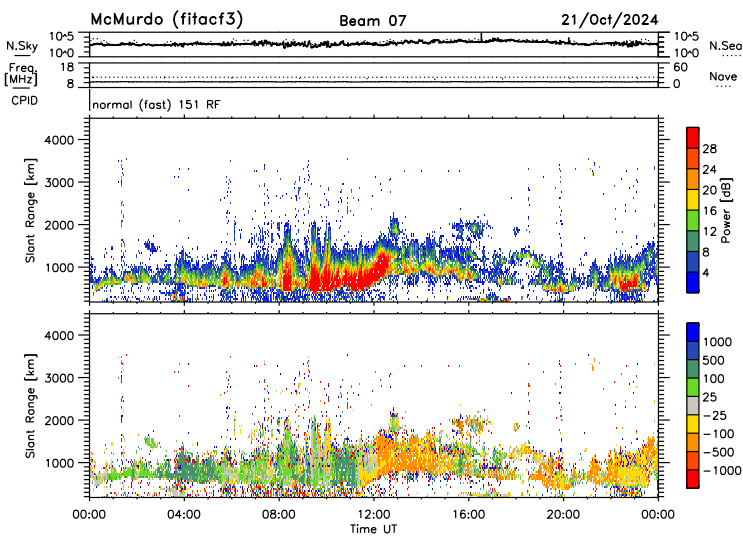 McMurdo (fitacf3) Beam 07 21/Oct/2024
N.Sky 10^5 10^0 10^5 10^0 N.Sea
Freq. [MHz] 18 8 60 0 Nave
CPID normal (fast) 151 RF
Slant Range [km]
4000
3000
2000
1000
Power [dB]
28
24
20
16
12
8
4
Slant Range [km]
4000
3000
2000
1000
1000
500
100
25
-25
-100
-500
-1000
00:00 04:00 08:00 12:00 16:00 20:00 00:00
Time UT